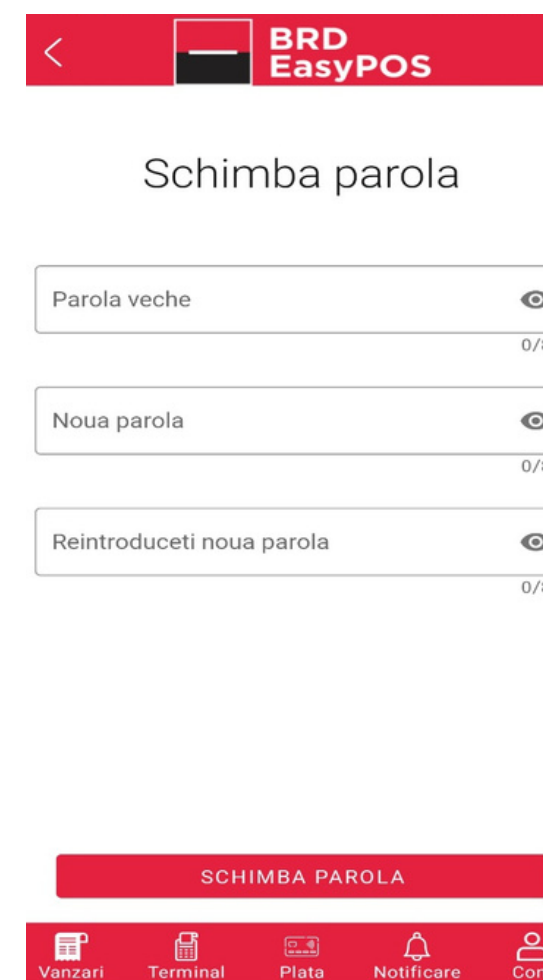 BRD
EasyPOS
Schimba parola
Parola veche
Noua parola
Reintroduceti noua parola
SCHIMBA PAROLA
Vanzari Terminal Plata Notificare